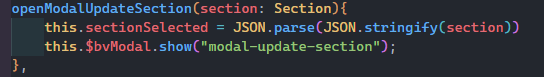 openModalUpdateSection(section: Section){
this.sectionSelected = JSON.parse(JSON.stringify(section))
this.$bvModal.show("modal-update-section");
},